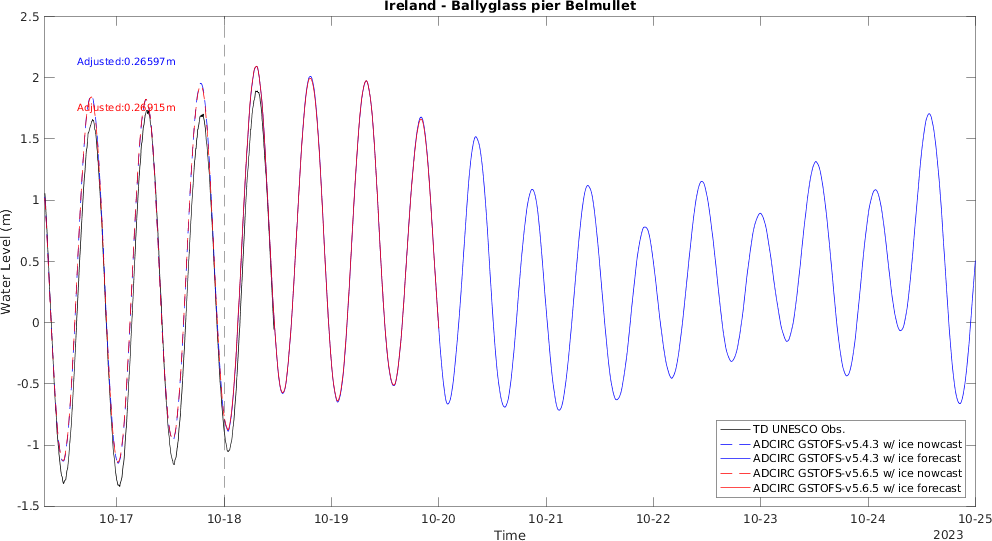 Ireland - Ballyglass pier Belmullet
2.5
2
1.5
1
0.5
0
-0.5
-1
-1.5
Water Level (m)
Adjusted:0.26597m
Adjusted:0.26915m
TD UNESCO Obs.
ADCIRC GSTOFS-v5.4.3 w/ ice nowcast
ADCIRC GSTOFS-v5.4.3 w/ ice forecast
ADCIRC GSTOFS-v5.6.5 w/ ice nowcast
ADCIRC GSTOFS-v5.6.5 w/ ice forecast
10-17 10-18 10-19 10-20 10-21 10-22 10-23 10-24 10-25
Time
2023